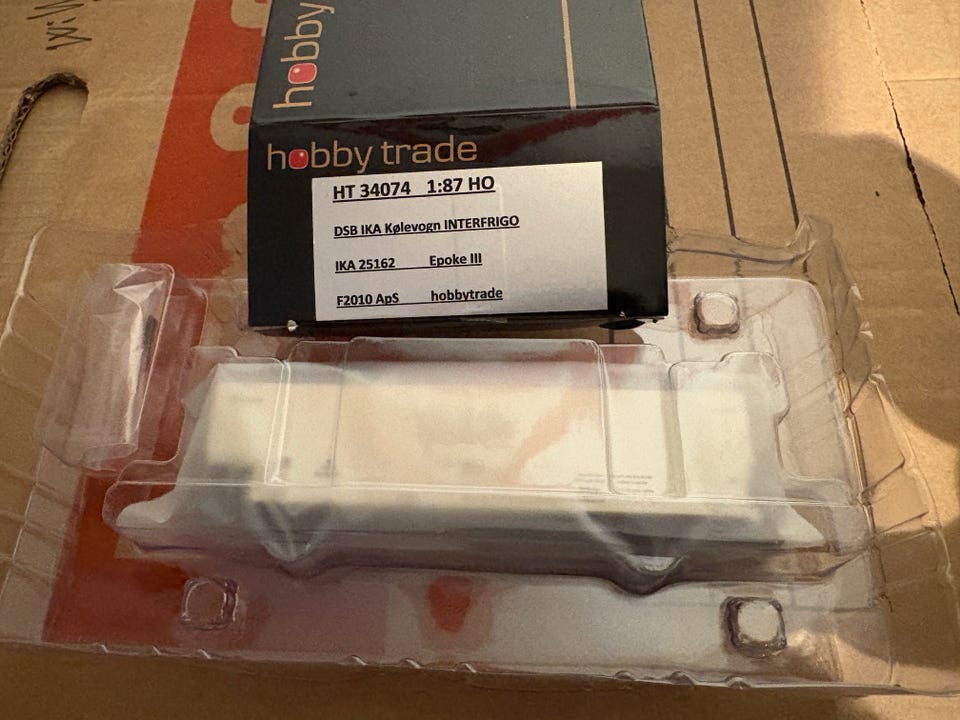 hobby
hobby trade
HT 34074 1:87 HO
DSB IKA Kølevogn INTERFRIGO
IKA 25162 Epoke III
F2010 ApS hobbytrade